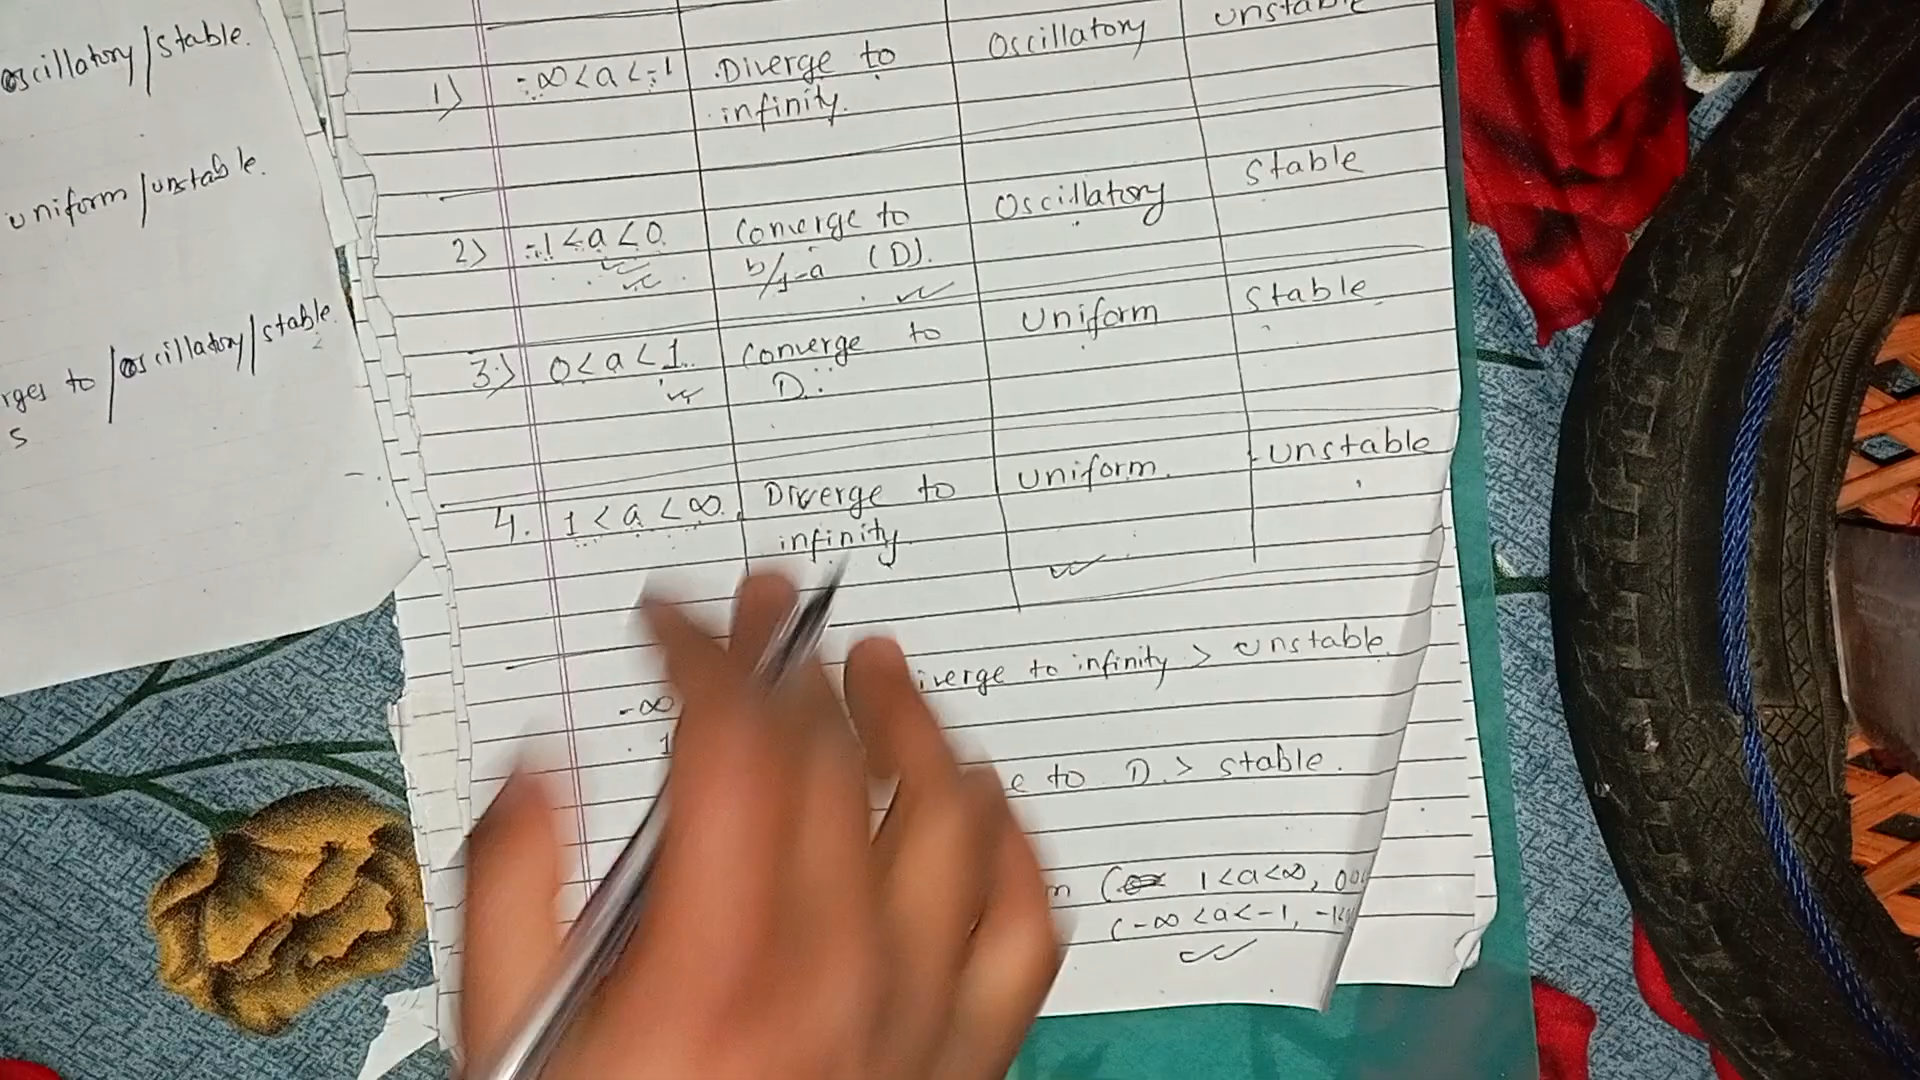 oscillatory/stable.
uniform/unstable.
rges to/oscillatory/stable.
s
1) -∞<a<-1 Diverge to Oscillatory unstable
infinity.
2) -1<a<0 Converge to Oscillatory Stable
b/1-a (D).
3) 0<a<1 Converge to Uniform Stable
D.
4. 1<a<∞ Diverge to uniform. unstable
infinity
iverge to infinity > unstable.
-∞
1
e to D > stable.
m ( 1<a<∞, 0
(-∞<a<-1, -1